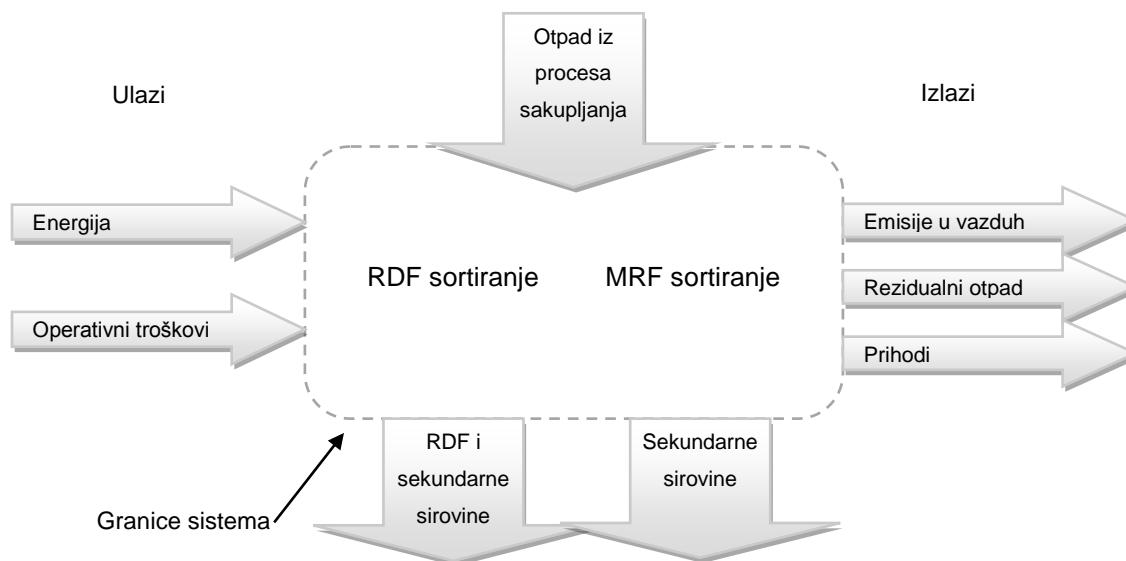 Otpad iz
procesa
sakupljanja
Ulazi
Izlazi
Energija
Operativni troškovi
RDF sortiranje
MRF sortiranje
Emisije u vazduh
Rezidualni otpad
Prihodi
RDF i
sekundarne
sirovine
Sekundarne
sirovine
Granice sistema